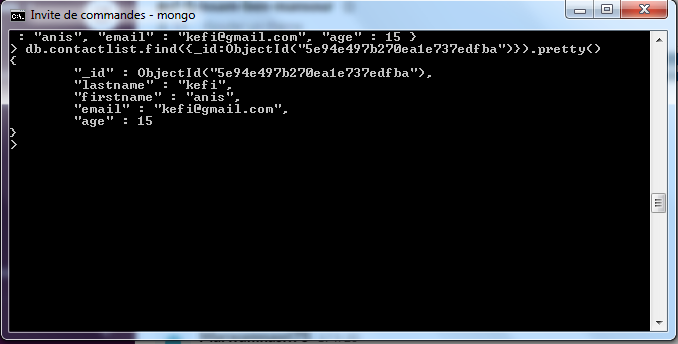 Invite de commandes - mongo
: "anis", "email" : "kefi@gmail.com", "age" : 15 }
> db.contactlist.find({_id:ObjectId("5e94e497b270ea1e737edfba")}).pretty()
{
"_id" : ObjectId("5e94e497b270ea1e737edfba"),
"lastname" : "kefi",
"firstname" : "anis",
"email" : "kefi@gmail.com",
"age" : 15
}
>